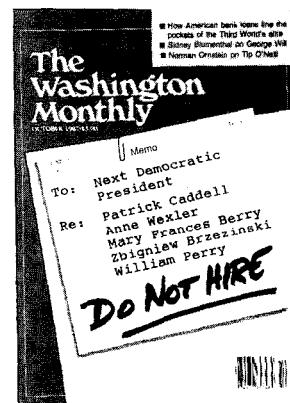 ■ How American bank loans line the
pockets of the Third World's elite
■ Sidney Blumenthal on George Will
■ Norman Ornstein on Tip O'Neill
The
Washington
Monthly
Memo
To: Next Democratic
President
Re: Patrick Caddell
Anne Wexler
Mary Frances Berry
Zbigniew Brzezinski
William Perry
DO NOT HIRE